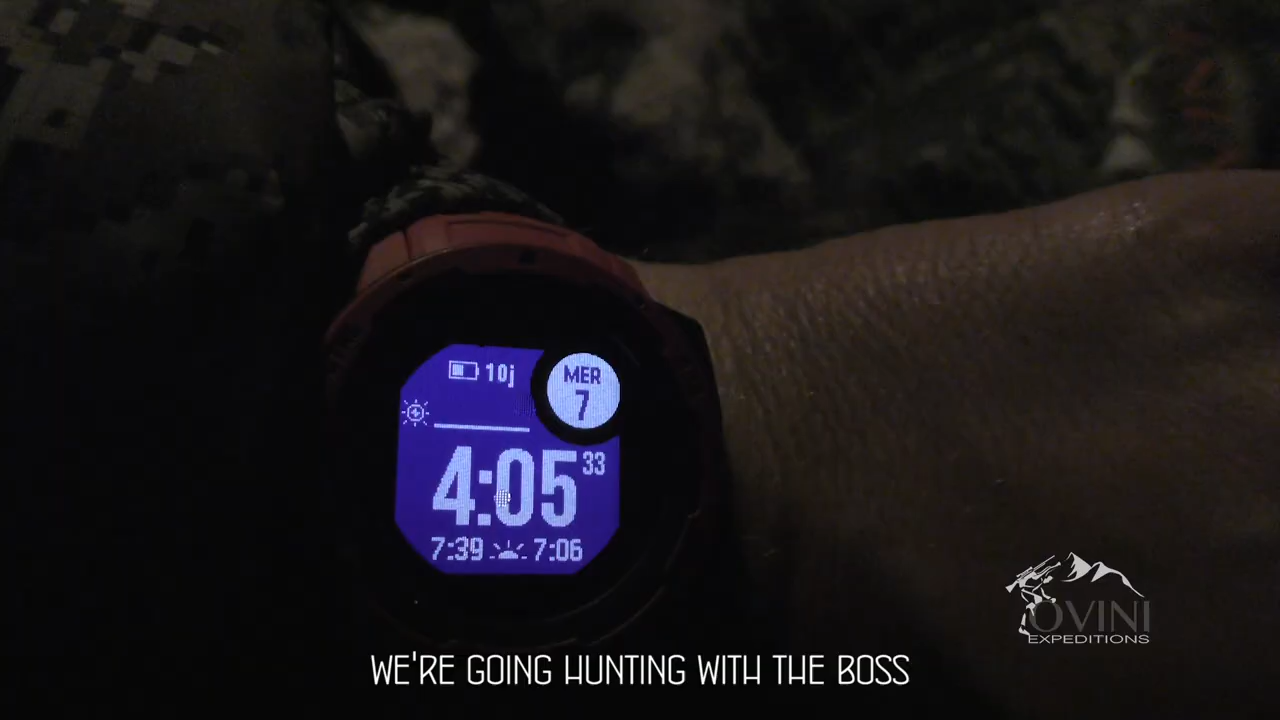 10j
MER
7
4:05 33
7:39 7:06
OVINI
EXPEDITIONS
WE'RE GOING HUNTING WITH THE BOSS